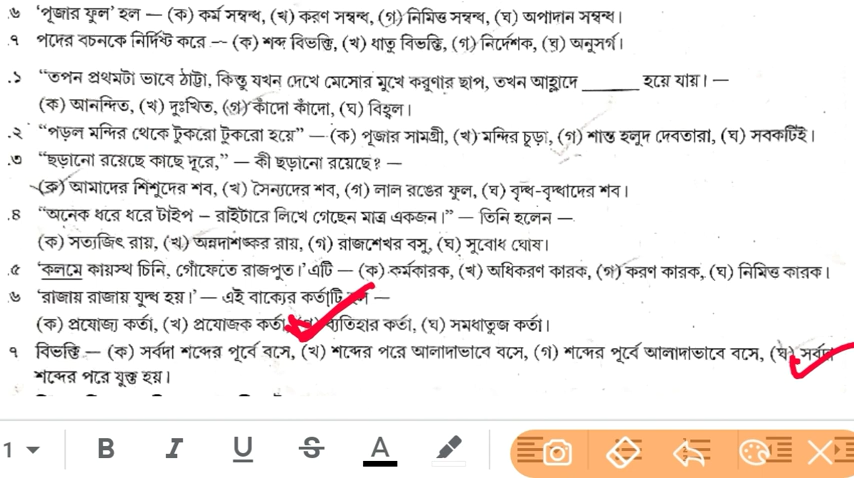 ৬ 'পূজার ফুল' হল — (ক) কর্ম সম্বন্ধ, (খ) করণ সম্বন্ধ, (গ) নিমিত্ত সম্বন্ধ, (ঘ) অপাদান সম্বন্ধ।
৭ পদের বচনকে নির্দিষ্ট করে — (ক) শব্দ বিভক্তি, (খ) ধাতু বিভক্তি, (গ) নির্দেশক, (ঘ) অনুসর্গ।
.১ “তপন প্রথমটা ভাবে ঠাট্টা, কিন্তু যখন দেখে মেসোর মুখে করুণার ছাপ, তখন আহ্লাদে ______ হয়ে যায়। —
(ক) আনন্দিত, (খ) দুঃখিত, (গ) কাঁদো কাঁদো, (ঘ) বিহ্বল।
.২ “পড়ল মন্দির থেকে টুকরো টুকরো হয়ে” — (ক) পূজার সামগ্রী, (খ) মন্দির চূড়া, (গ) শান্ত হলুদ দেবতারা, (ঘ) সবকটিই।
.৩ “ছড়ানো রয়েছে কাছে দূরে,” — কী ছড়ানো রয়েছে? —
(ক) আমাদের শিশুদের শব, (খ) সৈন্যদের শব, (গ) লাল রঙের ফুল, (ঘ) বৃদ্ধ-বৃদ্ধাদের শব।
.৪ “অনেক ধরে ধরে টাইপ – রাইটারে লিখে গেছেন মাত্র একজন।” — তিনি হলেন —
(ক) সত্যজিৎ রায়, (খ) অন্নদাশঙ্কর রায়, (গ) রাজশেখর বসু, (ঘ) সুবোধ ঘোষ।
.৫ ‘কলমে কায়স্থ চিনি, গোঁফেতে রাজপুত।’ এটি — (ক) কর্মকারক, (খ) অধিকরণ কারক, (গ) করণ কারক, (ঘ) নিমিত্ত কারক।
৬ ‘রাজায় রাজায় যুদ্ধ হয়।’ — এই বাক্যের কর্তাটি হল —
(ক) প্রযোজ্য কর্তা, (খ) প্রযোজক কর্তা, (গ) ব্যতিহার কর্তা, (ঘ) সমধাতুজ কর্তা।
৭ বিভক্তি — (ক) সর্বদা শব্দের পূর্বে বসে, (খ) শব্দের পরে আলাদাভাবে বসে, (গ) শব্দের পূর্বে আলাদাভাবে বসে, (ঘ) সর্বদা
শব্দের পরে যুক্ত হয়।
1 B I U S A